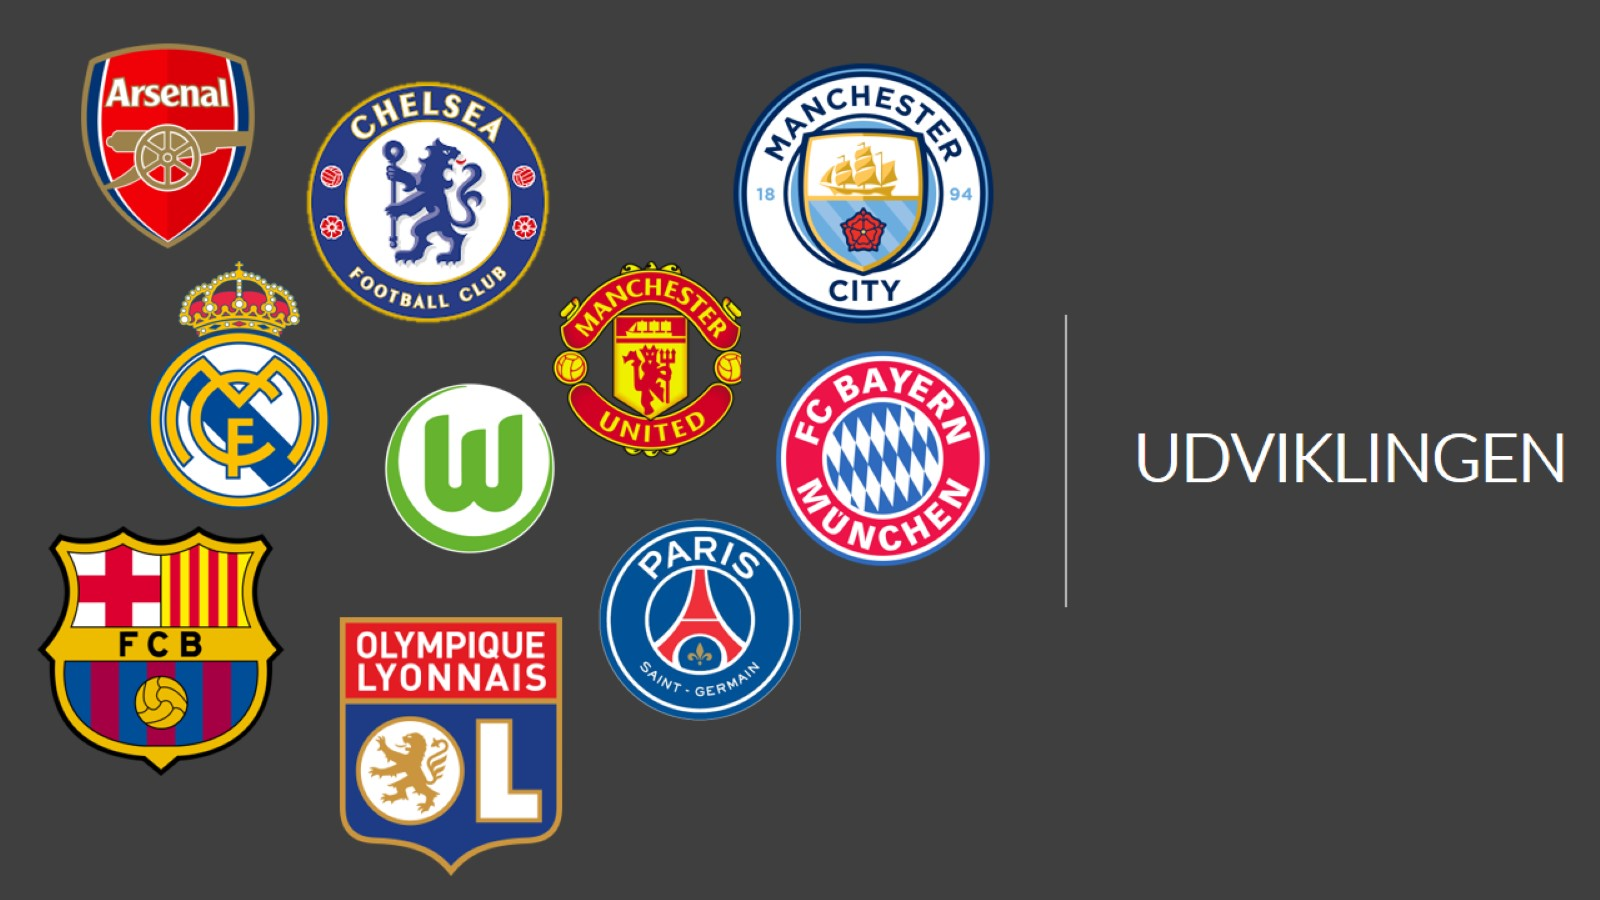 Arsenal
CHELSEA
FOOTBALL CLUB
MANCHESTER
18 94
CITY
MANCHESTER
UNITED
W
FC BAYERN
MÜNCHEN
UDVIKLINGEN
FCB
PARIS
SAINT-GERMAIN
OLYMPIQUE
LYONNAIS
OL